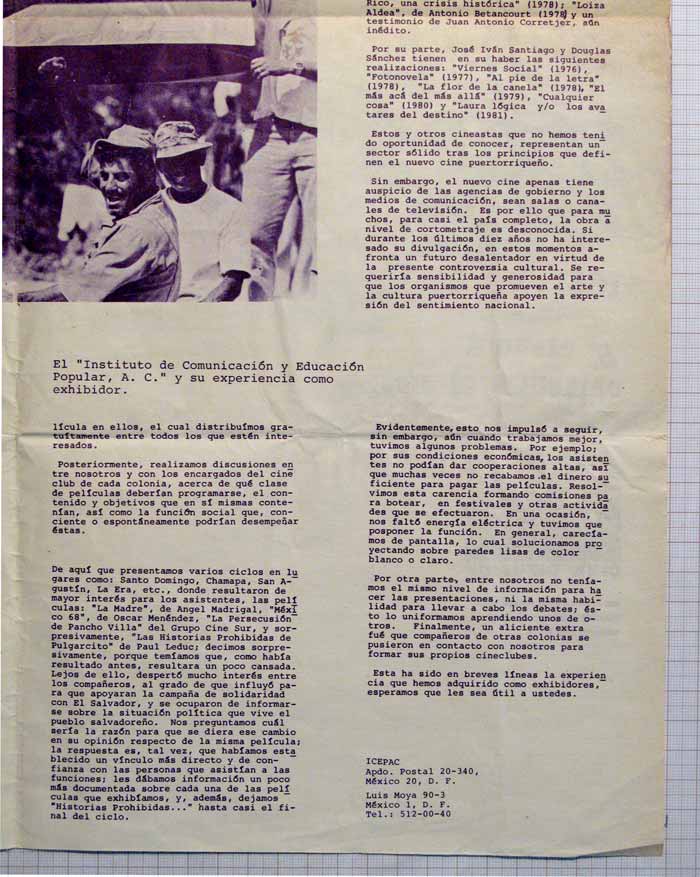 Rico, una crisis histórica" (1978); "Loiza
Aldea", de Antonio Betancourt (1978) y un
testimonio de Juan Antonio Corretjer, aún
inédito.
Por su parte, José Iván Santiago y Douglas
Sánchez tienen en su haber las siguientes
realizaciones: "Viernes Social" (1976),
"Fotonovela" (1977), "Al pie de la letra"
(1978), "La flor de la canela" (1978), "El
más acá del más allá" (1979), "Cualquier
cosa" (1980) y "Laura lógica y/o los ava
tares del destino" (1981).
Estos y otros cineastas que no hemos teni
do oportunidad de conocer, representan un
sector sólido tras los principios que defi-
nen el nuevo cine puertorriqueño.
Sin embargo, el nuevo cine apenas tiene
auspicio de las agencias de gobierno y los
medios de comunicación, sean salas o cana-
les de televisión. Es por ello que para mu
chos, para casi el país completo, la obra a
nivel de cortometraje es desconocida. Si
durante los últimos diez años no ha intere-
sado su divulgación, en estos momentos a-
fronta un futuro desalentador en virtud de
la presente controversia cultural. Se re-
queriría sensibilidad y generosidad para
que los organismos que promueven el arte y
la cultura puertorriqueña apoyen la expre-
sión del sentimiento nacional.
El "Instituto de Comunicación y Educación
Popular, A. C." y su experiencia como
exhibidor.
lícula en ellos, el cual distribuímos gra-
tuítamente entre todos los que estén inte-
resados.
Posteriormente, realizamos discusiones en
tre nosotros y con los encargados del cine
club de cada colonia, acerca de qué clase
de películas deberían programarse, el con-
tenido y objetivos que en sí mismas conte-
nían, así como la función social que, con-
ciente o espontáneamente podrían desempeñar
éstas.
De aquí que presentamos varios ciclos en lu
gares como: Santo Domingo, Chamapa, San A-
gustín, La Era, etc., donde resultaron de
mayor interés para los asistentes, las pelí
culas: "La Madre", de Angel Madrigal, "Méxi
co 68", de Oscar Menéndez, "La Persecusión
de Pancho Villa" del Grupo Cine Sur, y sor-
presivamente, "Las Historias Prohibidas de
Pulgarcito" de Paul Leduc; decimos sorpre-
sivamente, porque temíamos que, como había
resultado antes, resultara un poco cansada.
Lejos de ello, despertó mucho interés entre
los compañeros, al grado de que influyó pa-
ra que apoyaran la campaña de solidaridad
con El Salvador, y se ocuparon de informar-
se sobre la situación política que vive el
pueblo salvadoreño. Nos preguntamos cuál
sería la razón para que se diera ese cambio
en su opinión respecto de la misma película;
la respuesta es, tal vez, que habíamos esta
blecido un vínculo más directo y de con-
fianza con las personas que asistían a las
funciones; les dábamos información un poco
más documentada sobre cada una de las pelí
culas que exhibíamos, y, además, dejamos
"Historias Prohibidas..." hasta casi el fi-
nal del ciclo.
Evidentemente, esto nos impulsó a seguir,
sin embargo, aún cuando trabajamos mejor,
tuvimos algunos problemas. Por ejemplo;
por sus condiciones económicas, los asisten
tes no podían dar cooperaciones altas, así
que muchas veces no recabamos el dinero su
ficiente para pagar las películas. Resol-
vimos esta carencia formando comisiones pa
ra botear, en festivales y otras activida
des que se efectuaron. En una ocasión,
nos faltó energía eléctrica y tuvimos que
posponer la función. En general, carecía-
mos de pantalla, lo cual solucionamos pro
yectando sobre paredes lisas de color
blanco o claro.
Por otra parte, entre nosotros no tenía-
mos el mismo nivel de información para ha
cer las presentaciones, ni la misma habi-
lidad para llevar a cabo los debates; és-
to lo uniformamos aprendiendo unos de o-
tros. Finalmente, un aliciente extra
fué que compañeros de otras colonias se
pusieron en contacto con nosotros para
formar sus propios cineclubes.
Esta ha sido en breves líneas la experien
cia que hemos adquirido como exhibidores,
esperamos que les sea útil a ustedes.
ICEPAC
Apdo. Postal 20-340,
México 20, D. F.
Luis Moya 90-3
México 1, D. F.
Tel.: 512-00-40